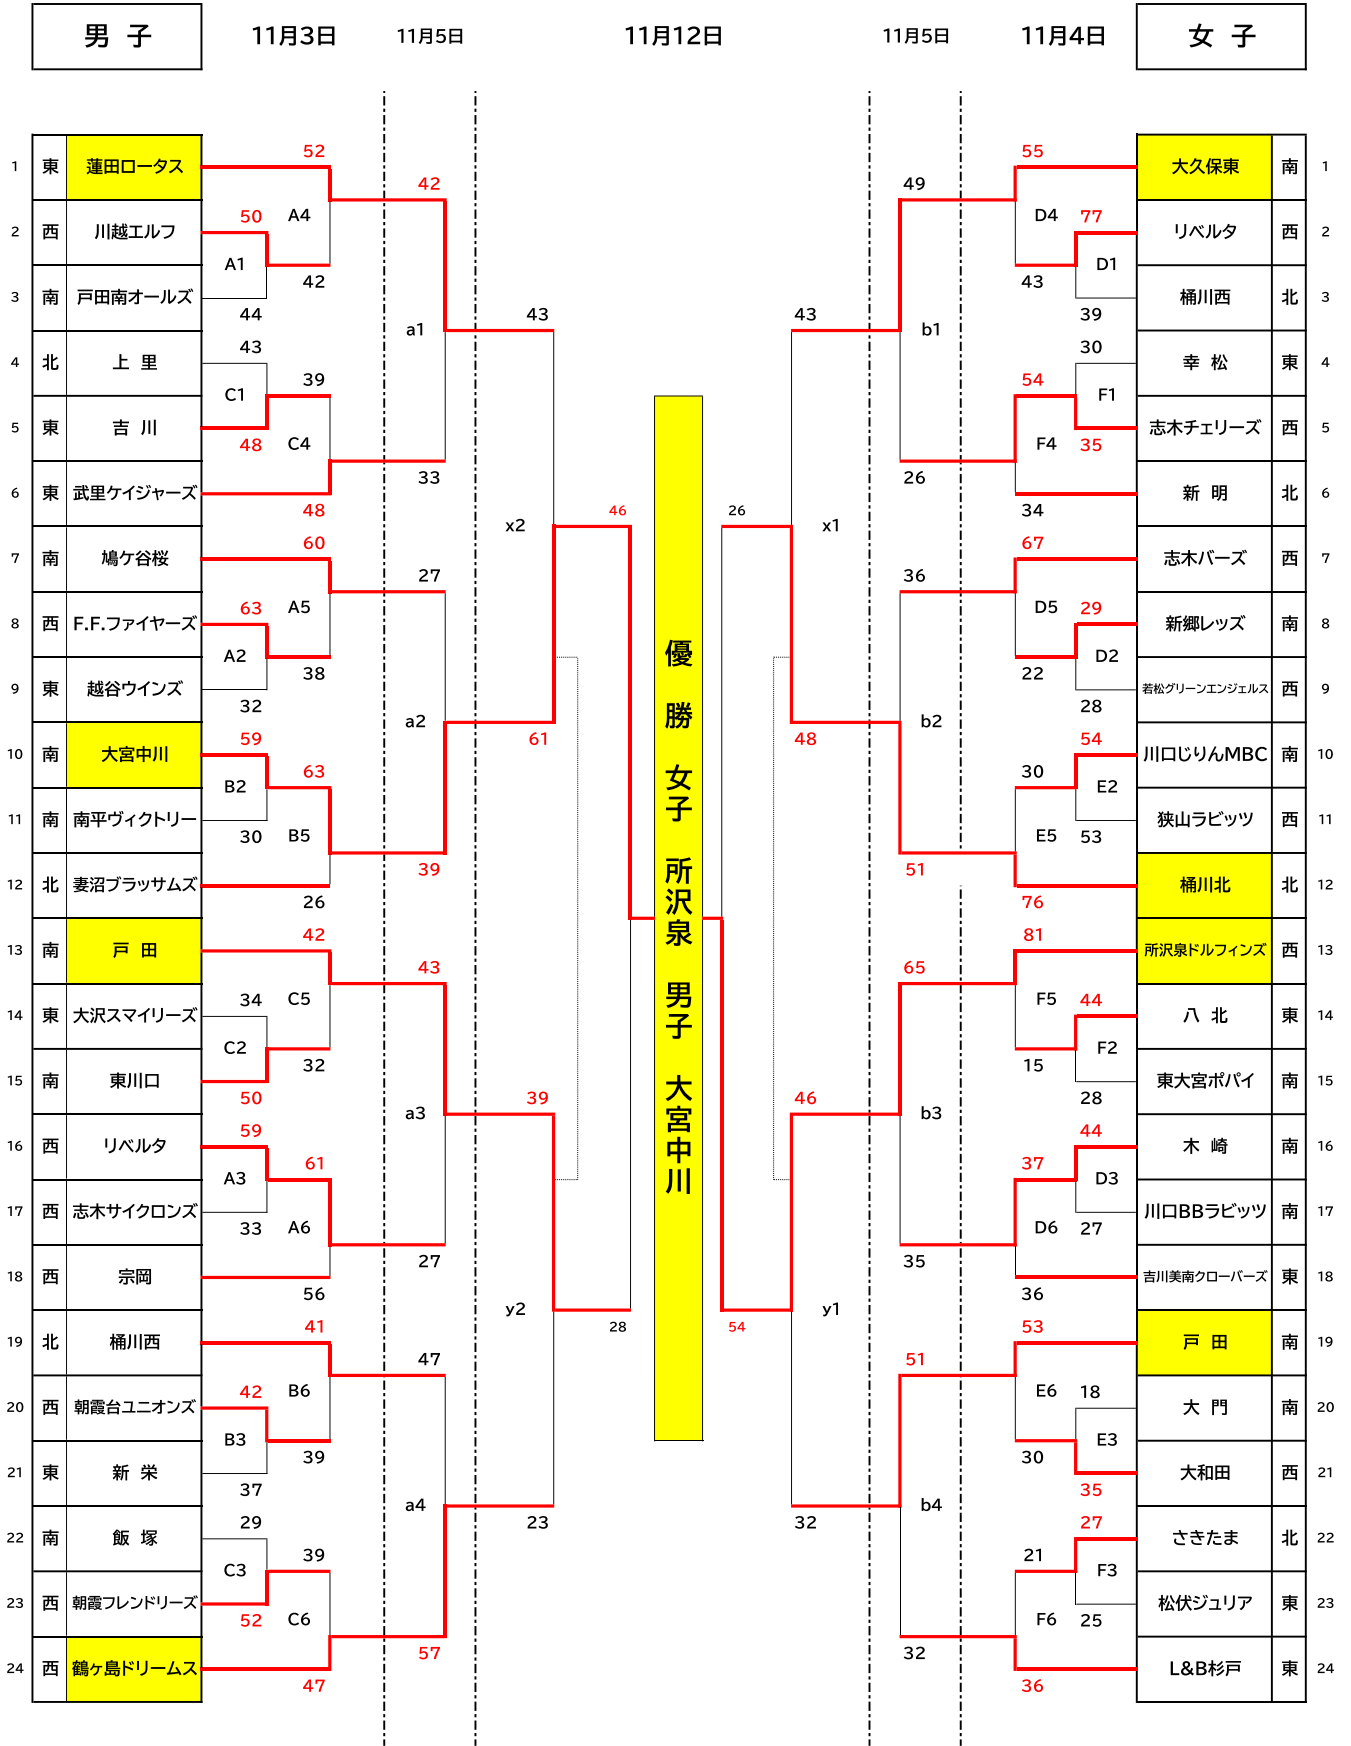 男 子 11月3日 11月5日 11月12日 11月5日 11月4日 女 子
52 55
1 東 蓮田ロータス 大久保東 南 1
42 49
50 A4 D4 77
2 西 川越エルフ リベルタ 西 2
A1 D1
42 43
3 南 戸田南オールズ 桶川西 北 3
44 43 43 39
a1 b1
43 30
4 北 上 里 幸 松 東 4
39 54
C1 F1
5 東 吉 川 志木チェリーズ 西 5
48 C4 F4 35
33 26
6 東 武里ケイジャーズ 新 明 北 6
48 46 26 34
x2 x1
60 67
7 南 鳩ケ谷桜 志木バーズ 西 7
27 36
63 A5 D5 29
8 西 F.F.ファイヤーズ 新郷レッズ 南 8
A2 D2
38 22
9 東 越谷ウインズ 若松グリーンエンジェルス 西 9
32 28
a2 b2
59 61 48 54
10 南 大宮中川 川口じりんMBC 南 10
63 30
B2 E2
11 南 南平ヴィクトリー 狭山ラビッツ 西 11
30 B5 E5 53
39 51
12 北 妻沼ブラッサムズ 桶川北 北 12
26 76
優 勝 女子 所沢泉 男子 大宮中川
42 81
13 南 戸 田 所沢泉ドルフィンズ 西 13
43 65
34 C5 F5 44
14 東 大沢スマイリーズ 八 北 東 14
C2 F2
32 15
15 南 東川口 東大宮ポパイ 南 15
50 39 46 28
a3 b3
59 44
16 西 リベルタ 木 崎 南 16
61 37
A3 D3
17 西 志木サイクロンズ 川口BBラビッツ 南 17
33 A6 D6 27
27 35
18 西 宗岡 吉川美南クローバーズ 東 18
56 36
y2 y1
41 28 54 53
19 北 桶川西 戸 田 南 19
47 51
42 B6 E6 18
20 西 朝霞台ユニオンズ 大 門 南 20
B3 E3
39 30
21 東 新 栄 大和田 西 21
37 35
a4 b4
29 23 32 27
22 南 飯 塚 さきたま 北 22
39 21
C3 F3
23 西 朝霞フレンドリーズ 松伏ジュリア 東 23
52 C6 F6 25
57 32
24 西 鶴ヶ島ドリームス L&B杉戸 東 24
47 36